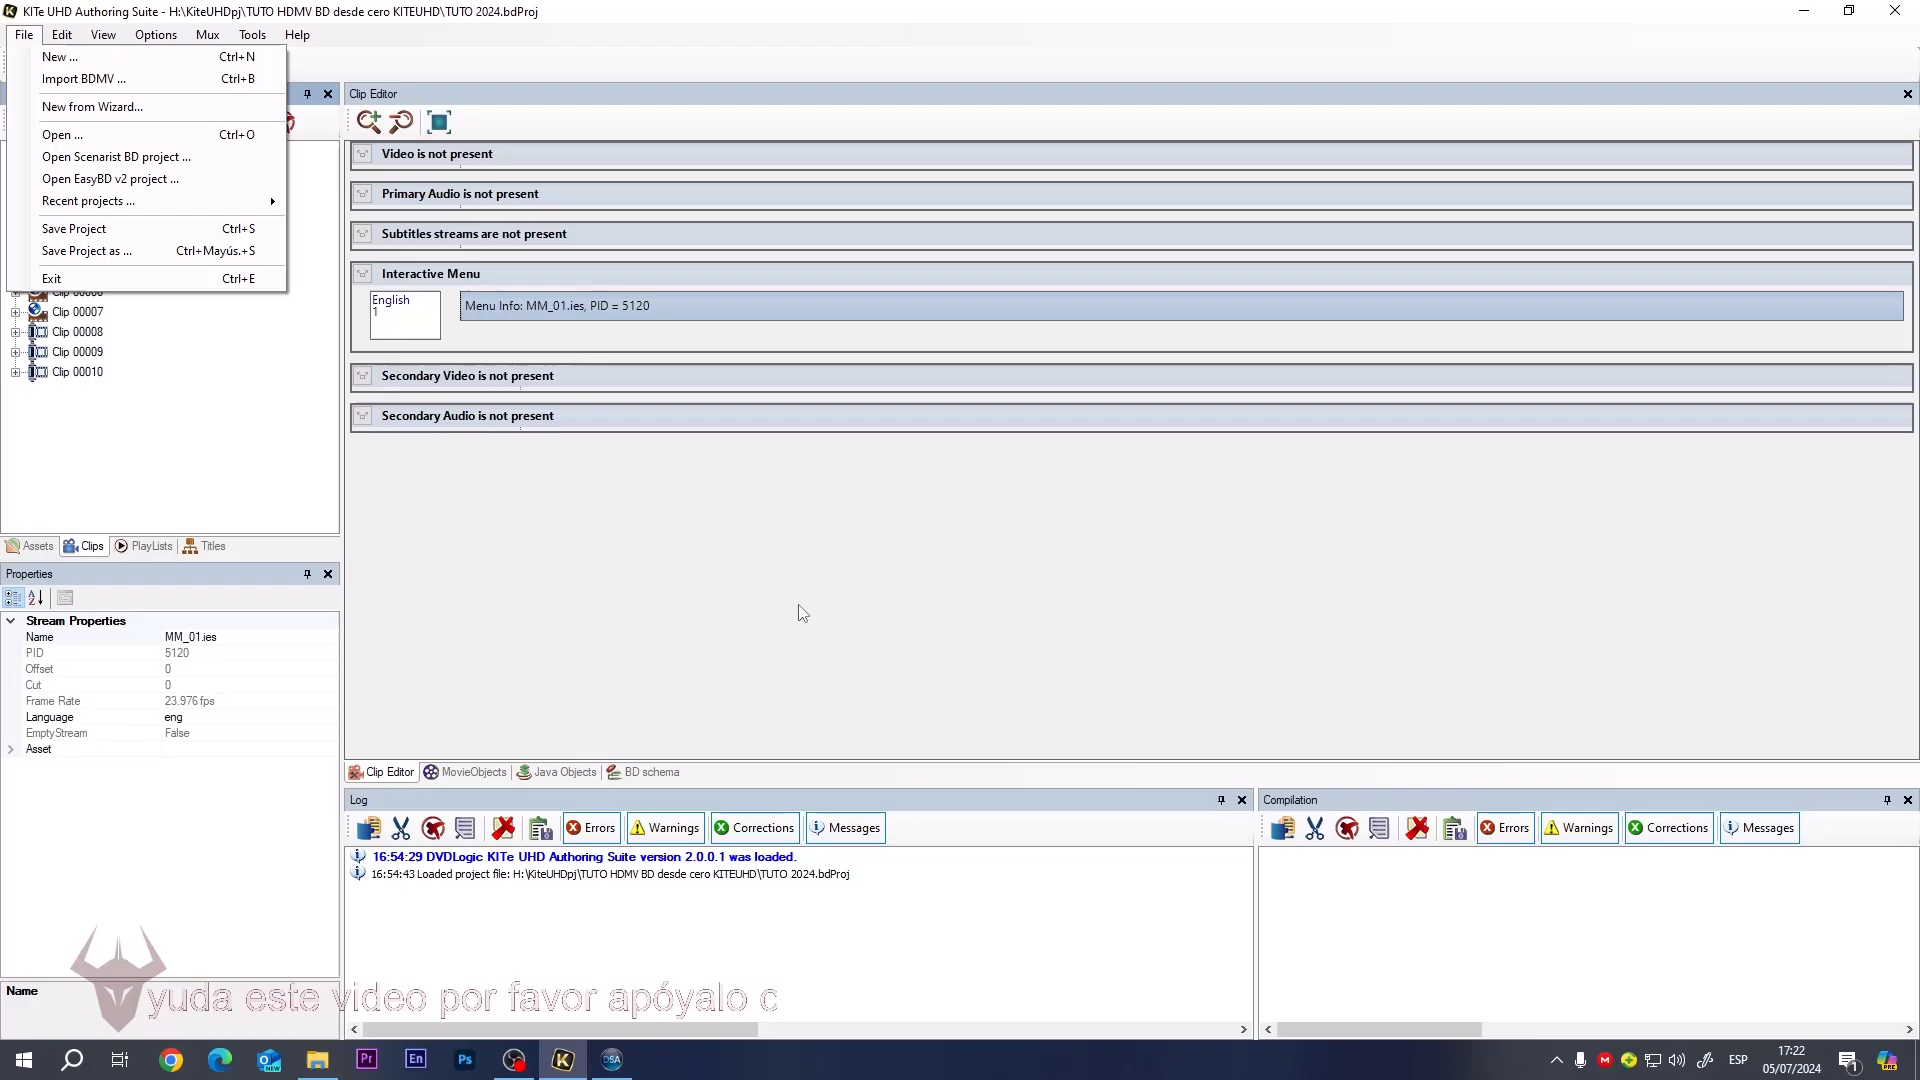 KITe UHD Authoring Suite - H:\KiteUHDpj\TUTO HDMV BD desde cero KITEUHD\TUTO 2024.bdProj
File Edit View Options Mux Tools Help
New ... Ctrl+N
Import BDMV ... Ctrl+B
New from Wizard...
Open ... Ctrl+O
Open Scenarist BD project ...
Open EasyBD v2 project ...
Recent projects ...
Save Project Ctrl+S
Save Project as ... Ctrl+Mayús.+S
Exit Ctrl+E
Clip 00007
Clip 00008
Clip 00009
Clip 00010
Assets Clips PlayLists Titles
Properties
Stream Properties
Name MM_01.ies
PID 5120
Offset 0
Cut 0
Frame Rate 23.976 fps
Language eng
EmptyStream False
Asset
Name
Clip Editor
Video is not present
Primary Audio is not present
Subtitles streams are not present
Interactive Menu
English
1
Menu Info: MM_01.ies, PID = 5120
Secondary Video is not present
Secondary Audio is not present
Clip Editor MovieObjects Java Objects BD schema
Log
Errors Warnings Corrections Messages
16:54:29 DVDLogic KITe UHD Authoring Suite version 2.0.0.1 was loaded.
16:54:43 Loaded project file: H:\KiteUHDpj\TUTO HDMV BD desde cero KITEUHD\TUTO 2024.bdProj
Compilation
Errors Warnings Corrections Messages
yuda este video por favor apóyalo c
Pr En Ps K DSA
ESP
17:22
05/07/2024
1
PRE